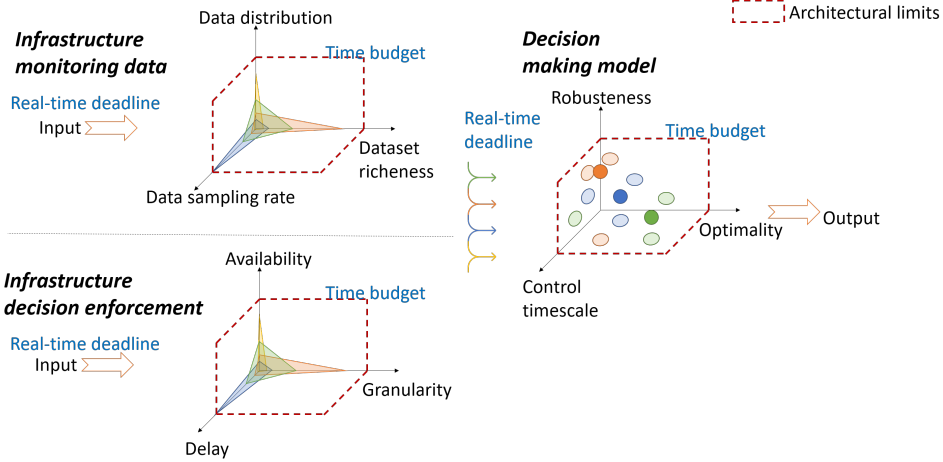 Architectural limits
Data distribution
Infrastructure
monitoring data
Time budget
Real-time deadline
Input
Dataset
richeness
Data sampling rate
Infrastructure
decision enforcement
Availability
Time budget
Real-time deadline
Input
Granularity
Delay
Decision
making model
Robusteness
Real-time
deadline
Time budget
Optimality
Output
Control
timescale